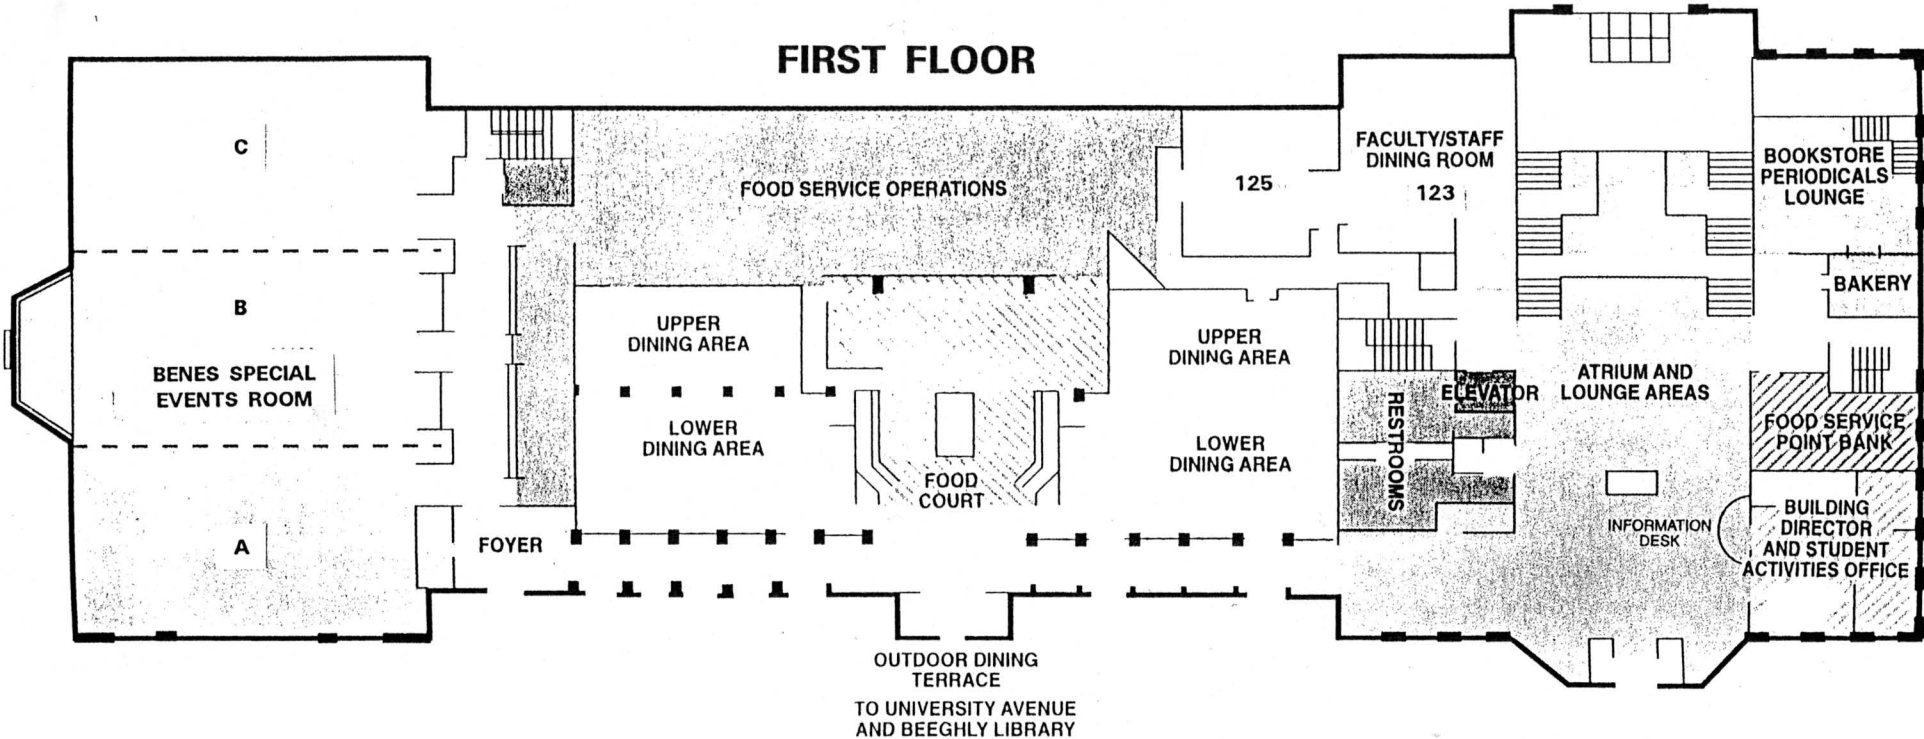 FIRST FLOOR
C
B
BENES SPECIAL
EVENTS ROOM
A
FOYER
FOOD SERVICE OPERATIONS
UPPER
DINING AREA
LOWER
DINING AREA
FOOD
COURT
UPPER
DINING AREA
LOWER
DINING AREA
125
FACULTY/STAFF
DINING ROOM
123
RESTROOMS
ELEVATOR
ATRIUM AND
LOUNGE AREAS
INFORMATION
DESK
BOOKSTORE
PERIODICALS
LOUNGE
BAKERY
FOOD SERVICE
POINT BANK
BUILDING
DIRECTOR
AND STUDENT
ACTIVITIES OFFICE
OUTDOOR DINING
TERRACE
TO UNIVERSITY AVENUE
AND BEEGHLY LIBRARY